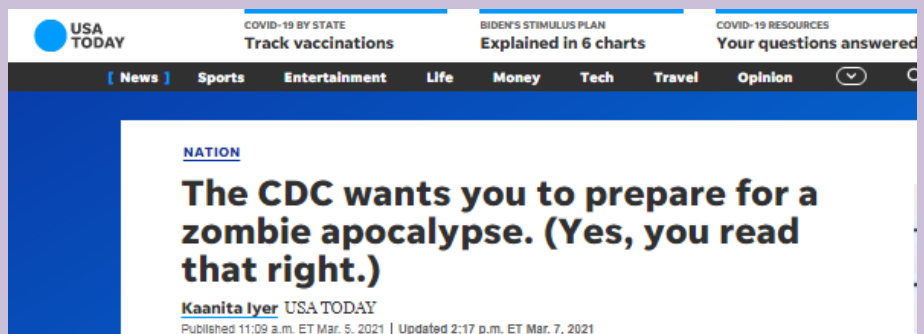 USA
TODAY
COVID-19 BY STATE
Track vaccinations
BIDEN'S STIMULUS PLAN
Explained in 6 charts
COVID-19 RESOURCES
Your questions answered
[ News ] Sports Entertainment Life Money Tech Travel Opinion
NATION
The CDC wants you to prepare for a
zombie apocalypse. (Yes, you read
that right.)
Kaanita Iyer USA TODAY
Published 11:09 a.m. ET Mar. 5, 2021 | Updated 2:17 p.m. ET Mar. 7, 2021